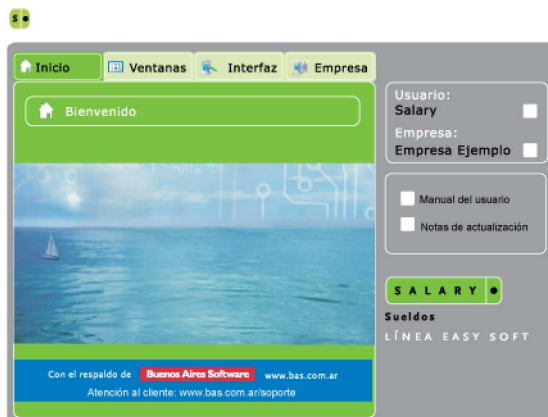 S
Inicio
Ventanas
Interfaz
Empresa
Bienvenido
Usuario:
Salary
Empresa:
Empresa Ejemplo
Manual del usuario
Notas de actualización
SALARY
Sueldos
LÍNEA EASY SOFT
Con el respaldo de Buenos Aires Software www.bas.com.ar
Atención al cliente: www.bas.com.ar/soporte